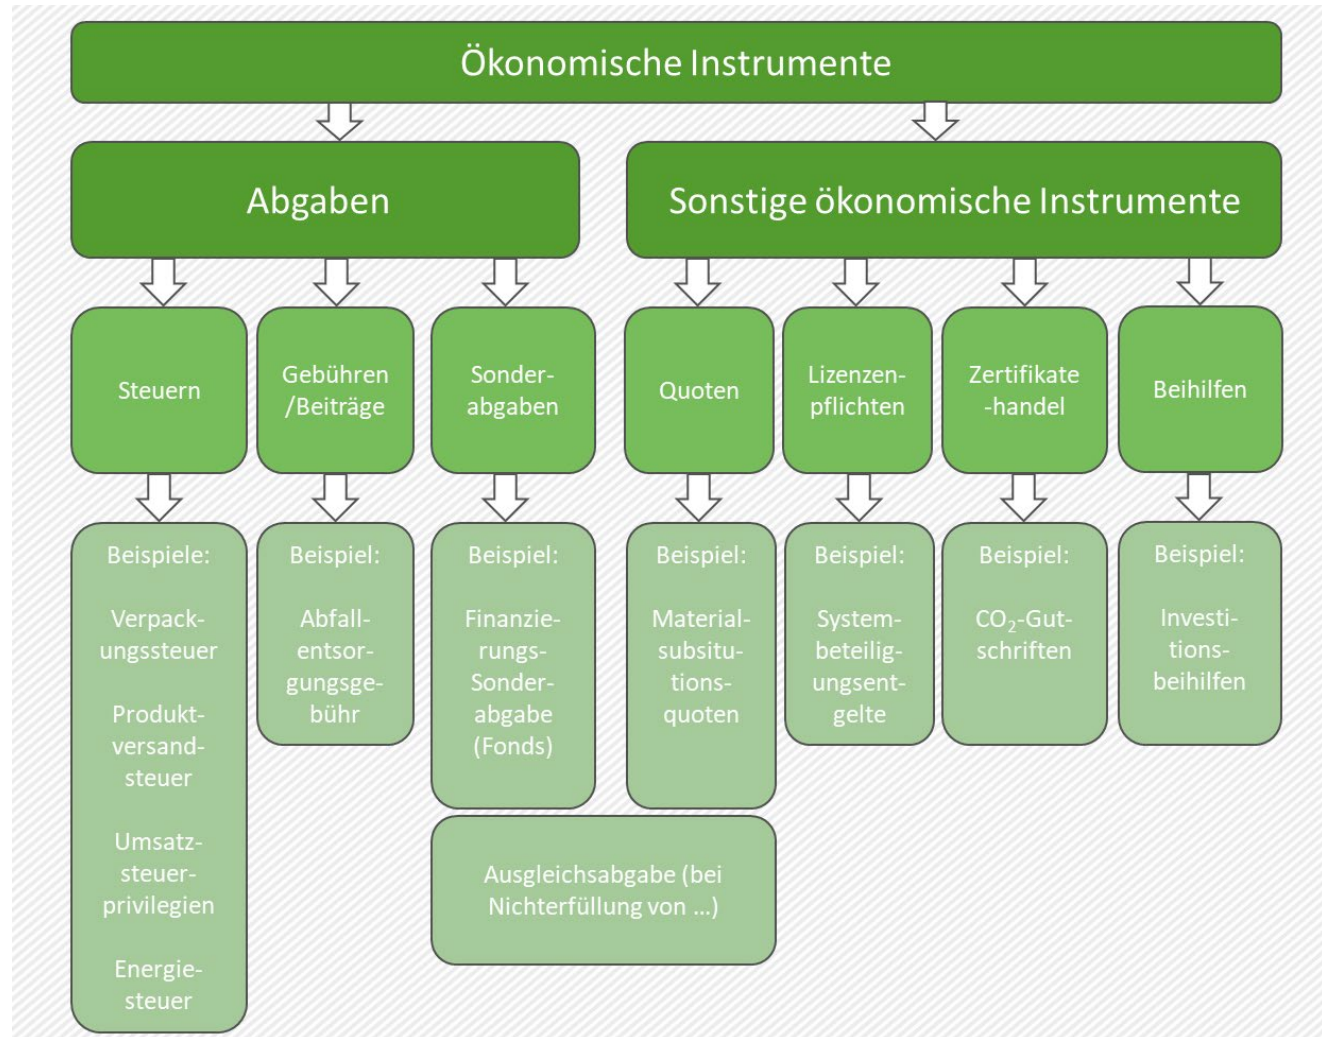 Ökonomische Instrumente
Abgaben
Sonstige ökonomische Instrumente
Steuern
Gebühren
/Beiträge
Sonder-
abgaben
Quoten
Lizenzen-
pflichten
Zertifikate
-handel
Beihilfen
Beispiele:
Verpack-
ungssteuer
Produkt-
versand-
steuer
Umsatz-
steuer-
privilegien
Energie-
steuer
Beispiel:
Abfall-
entsor-
gungsge-
bühr
Beispiel:
Finanzie-
rungs-
Sonder-
abgabe
(Fonds)
Beispiel:
Material-
subsitu-
tions-
quoten
Beispiel:
System-
beteilig-
ungsent-
gelte
Beispiel:
CO₂-Gut-
schriften
Beispiel:
Investi-
tions-
beihilfen
Ausgleichsabgabe (bei
Nichterfüllung von …)